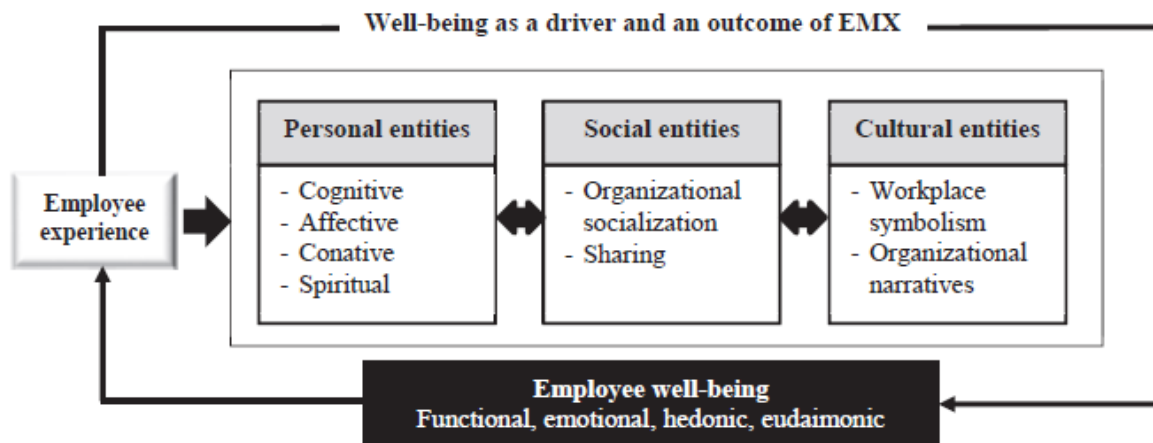 Well-being as a driver and an outcome of EMX
Employee
experience
Personal entities
- Cognitive
- Affective
- Conative
- Spiritual
Social entities
- Organizational
socialization
- Sharing
Cultural entities
- Workplace
symbolism
- Organizational
narratives
Employee well-being
Functional, emotional, hedonic, eudaimonic